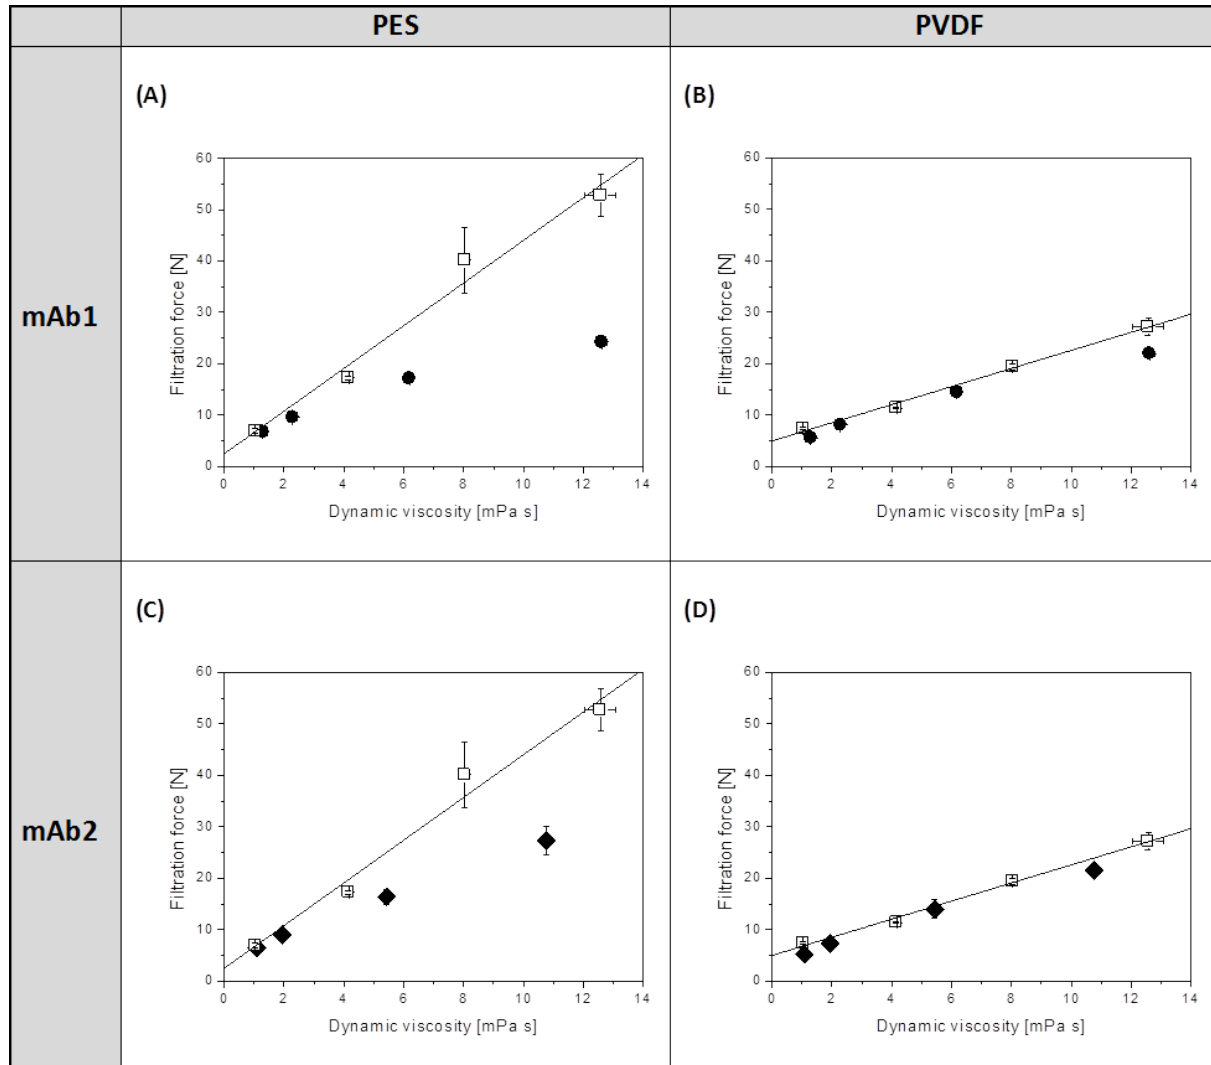 PES PVDF
mAb1
(A)
60
50
40
30
20
10
0
Filtration force [N]
0 2 4 6 8 10 12 14
Dynamic viscosity [mPa s]
(B)
60
50
40
30
20
10
0
Filtration force [N]
0 2 4 6 8 10 12 14
Dynamic viscosity [mPa s]
mAb2
(C)
60
50
40
30
20
10
0
Filtration force [N]
0 2 4 6 8 10 12 14
Dynamic viscosity [mPa s]
(D)
60
50
40
30
20
10
0
Filtration force [N]
0 2 4 6 8 10 12 14
Dynamic viscosity [mPa s]